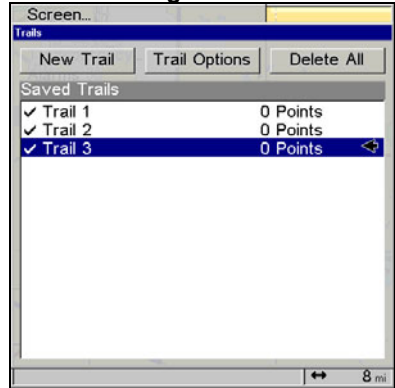 Screen...
Trails
New Trail Trail Options Delete All
Saved Trails
✓ Trail 1 0 Points
✓ Trail 2 0 Points
✓ Trail 3 0 Points
↔ 8 mi